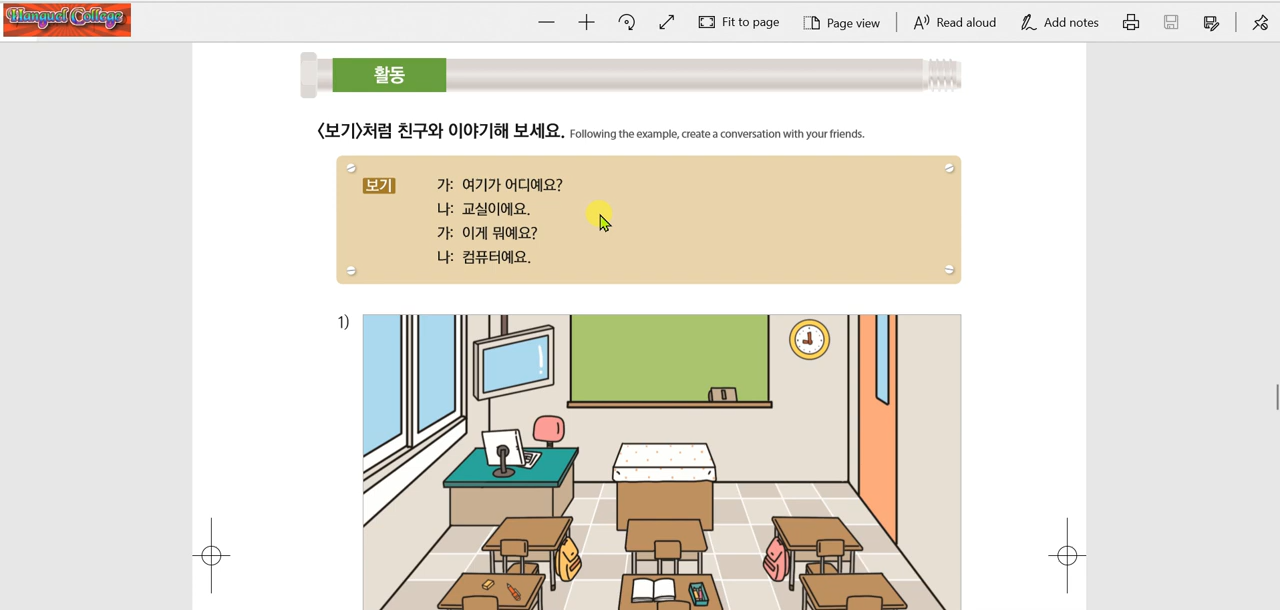 Hanguel College
Fit to page
Page view
Read aloud
Add notes
활동
〈보기〉처럼 친구와 이야기해 보세요. Following the example, create a conversation with your friends.
보기
가: 여기가 어디예요?
나: 교실이에요.
가: 이게 뭐예요?
나: 컴퓨터예요.
1)